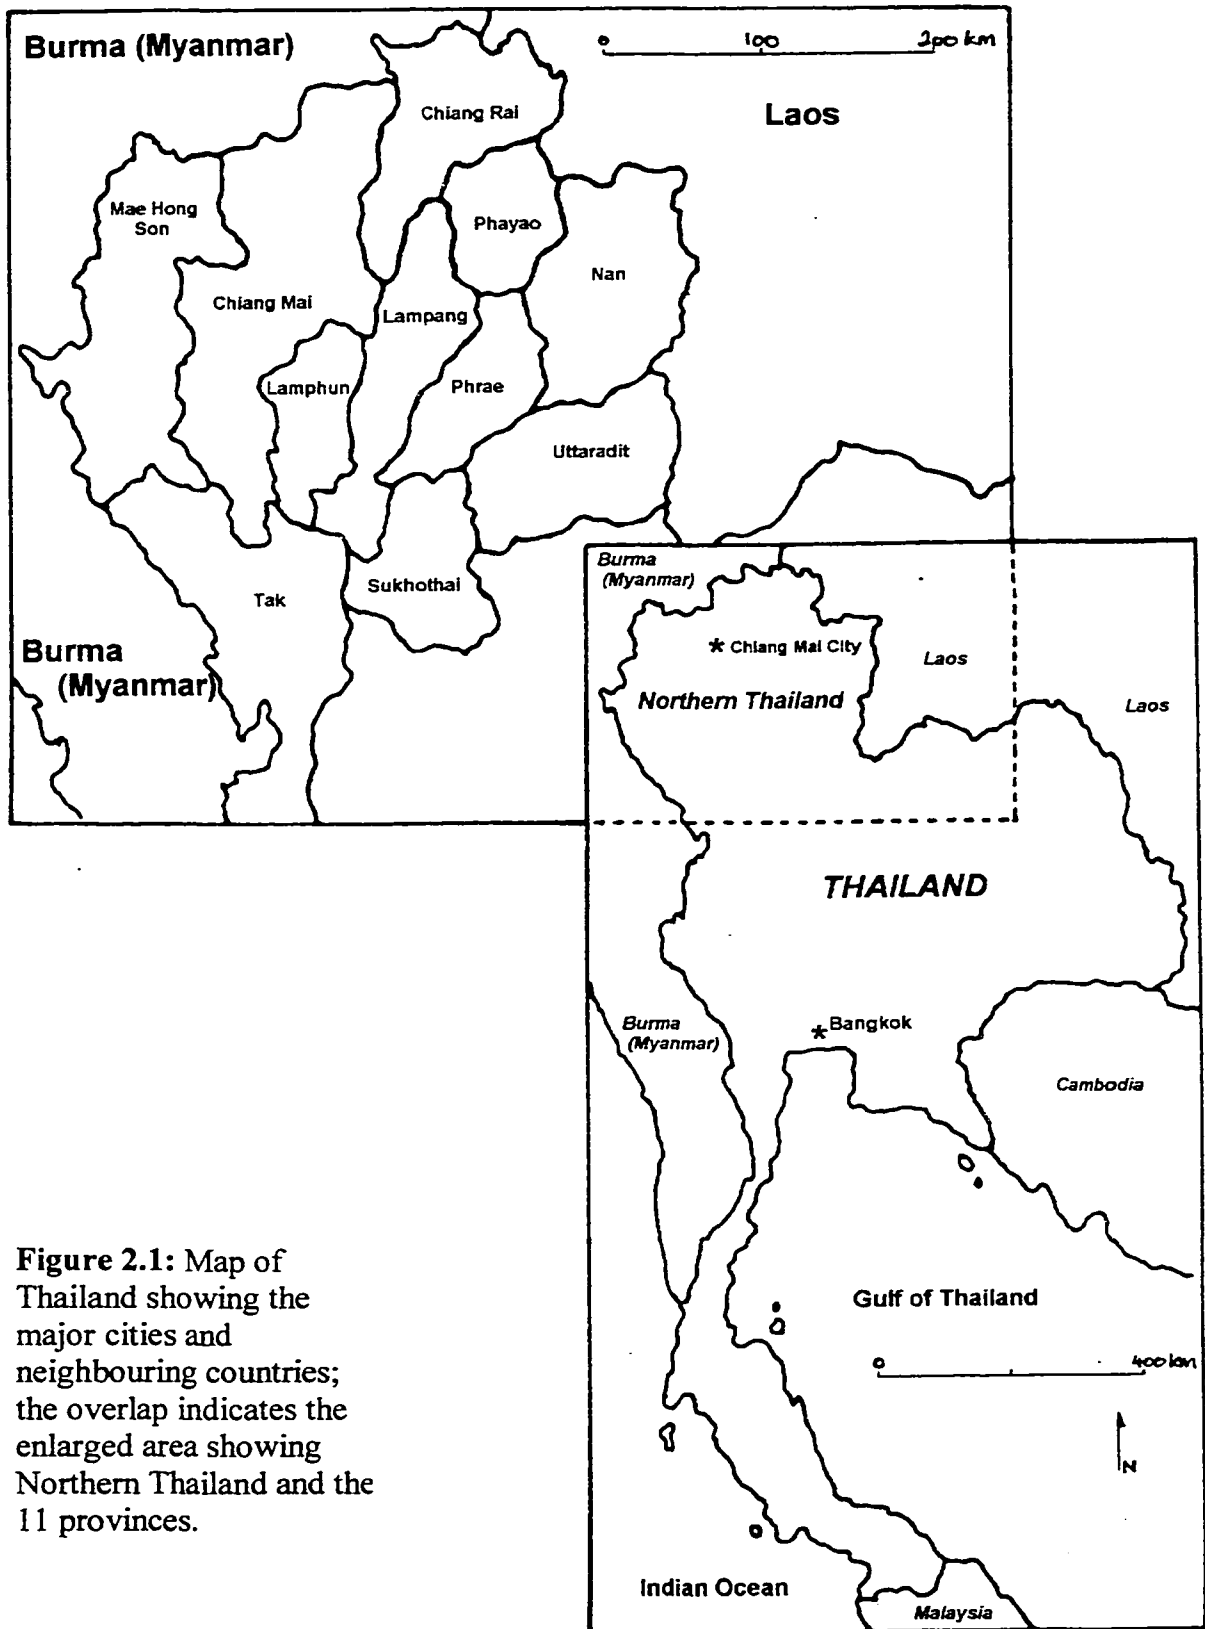 Burma (Myanmar)
0 100 200 km
Laos
Chiang Rai
Mae Hong
Son
Phayao
Nan
Chiang Mai
Lampang
Lamphun
Phrae
Uttaradit
Tak
Sukhothai
Burma
(Myanmar)
Burma
(Myanmar)
* Chiang Mai City
Laos
Northern Thailand
Laos
THAILAND
* Bangkok
Burma
(Myanmar)
Cambodia
Gulf of Thailand
0 400 km
N
Indian Ocean
Malaysia
Figure 2.1: Map of
Thailand showing the
major cities and
neighbouring countries;
the overlap indicates the
enlarged area showing
Northern Thailand and the
11 provinces.